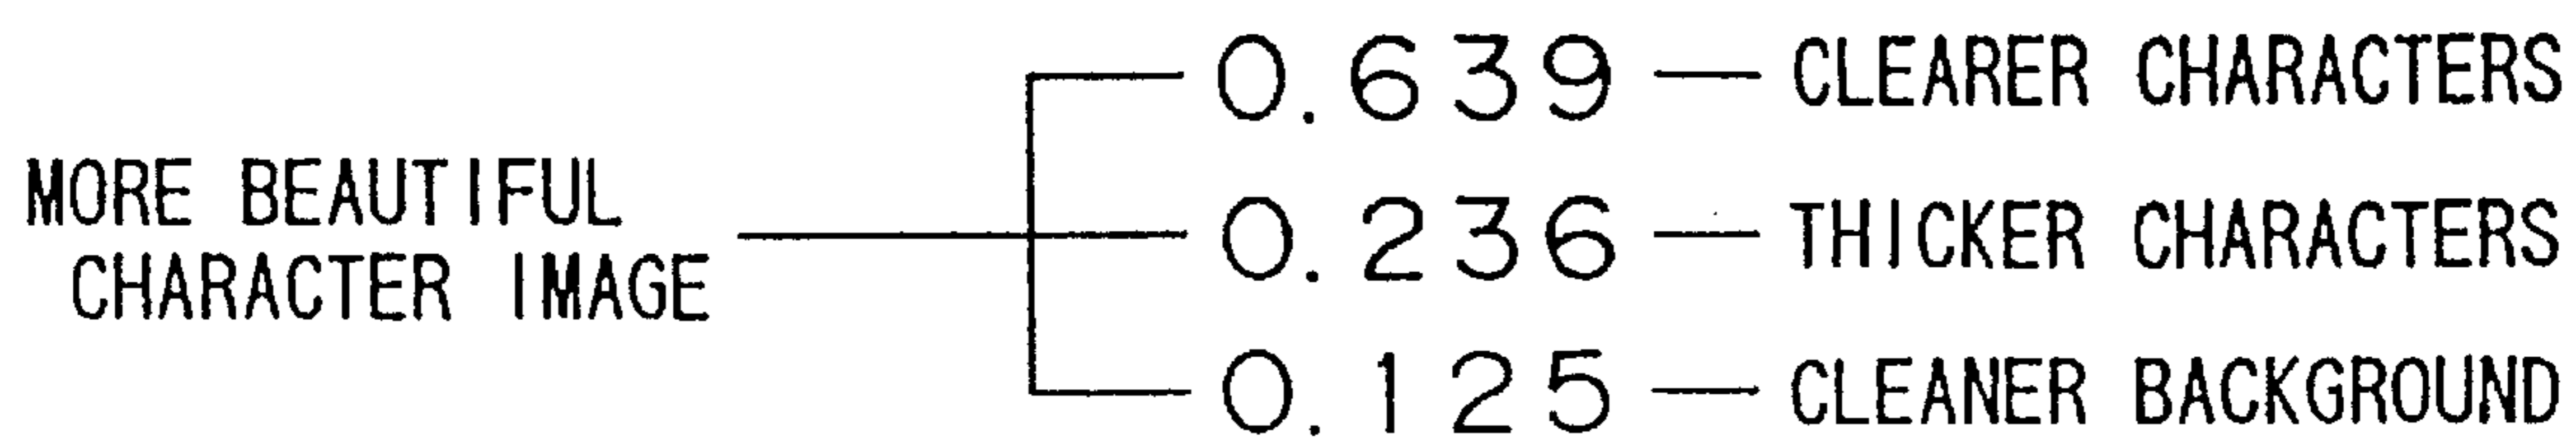 0.639 — CLEARER CHARACTERS
MORE BEAUTIFUL
CHARACTER IMAGE
0.236 — THICKER CHARACTERS
0.125 — CLEANER BACKGROUND